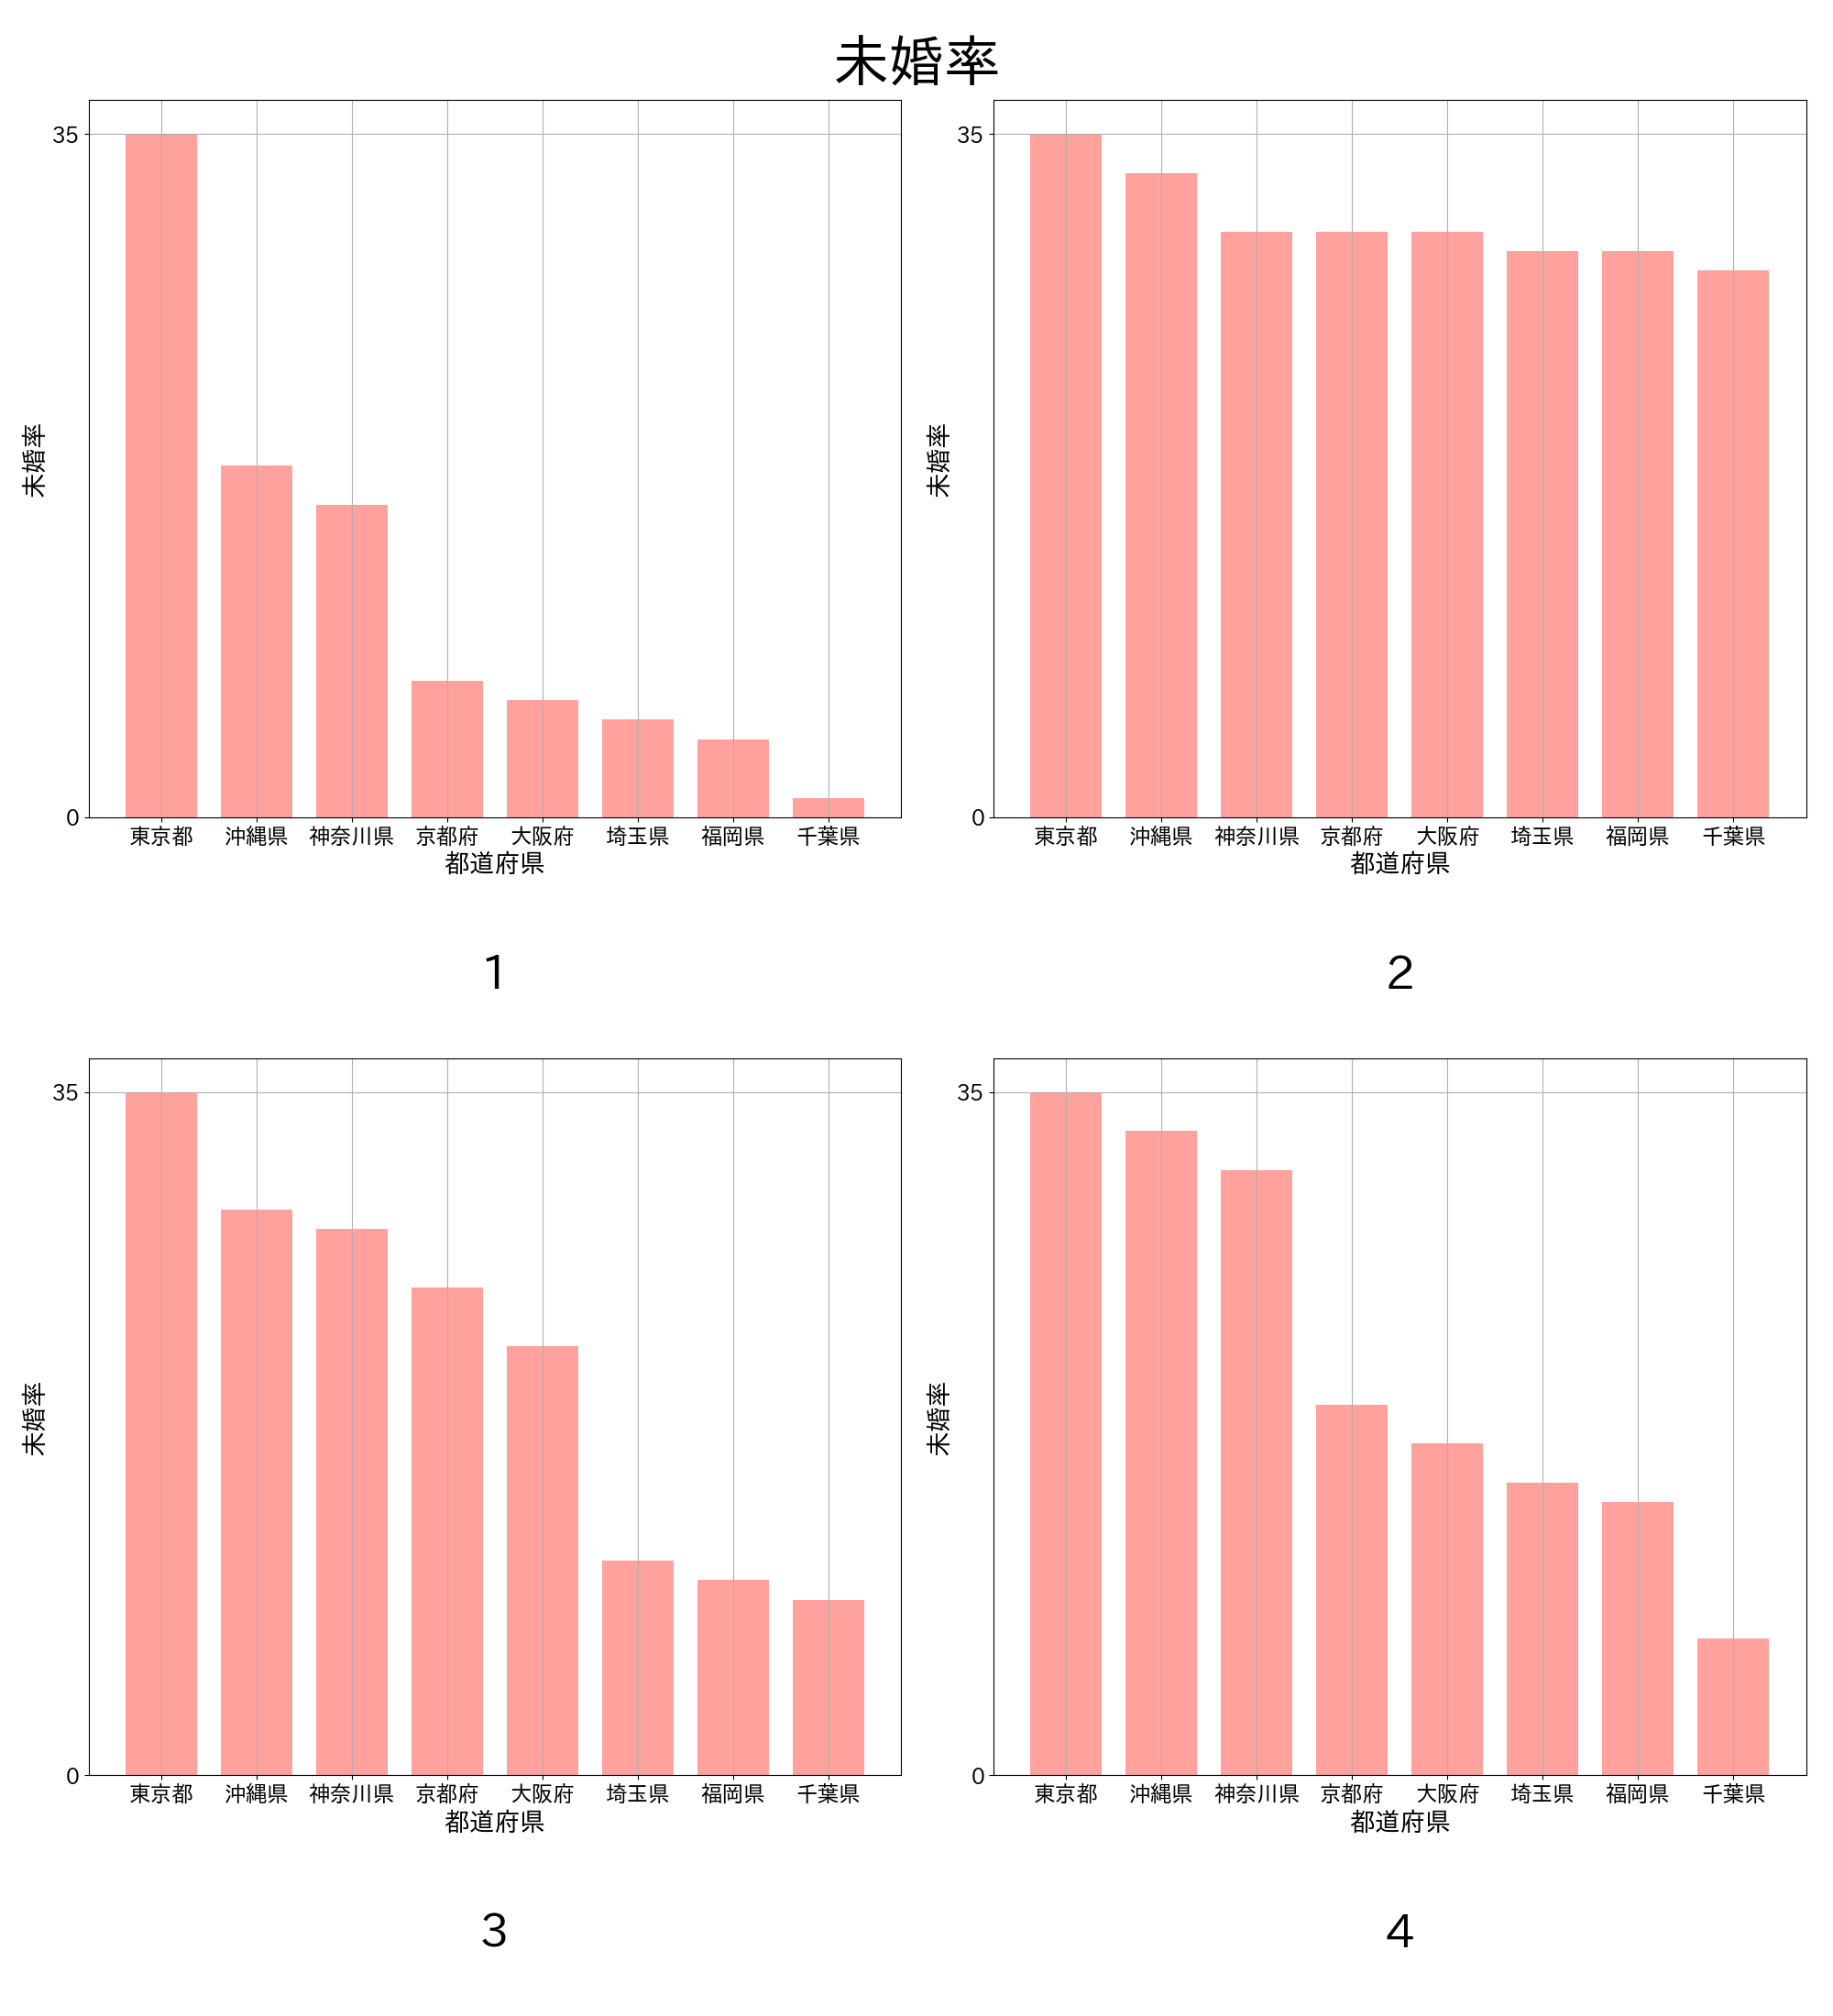 未婚率
35
0
未婚率
東京都 沖縄県 神奈川県 京都府 大阪府 埼玉県 福岡県 千葉県
都道府県
1
35
0
未婚率
東京都 沖縄県 神奈川県 京都府 大阪府 埼玉県 福岡県 千葉県
都道府県
2
35
0
未婚率
東京都 沖縄県 神奈川県 京都府 大阪府 埼玉県 福岡県 千葉県
都道府県
3
35
0
未婚率
東京都 沖縄県 神奈川県 京都府 大阪府 埼玉県 福岡県 千葉県
都道府県
4